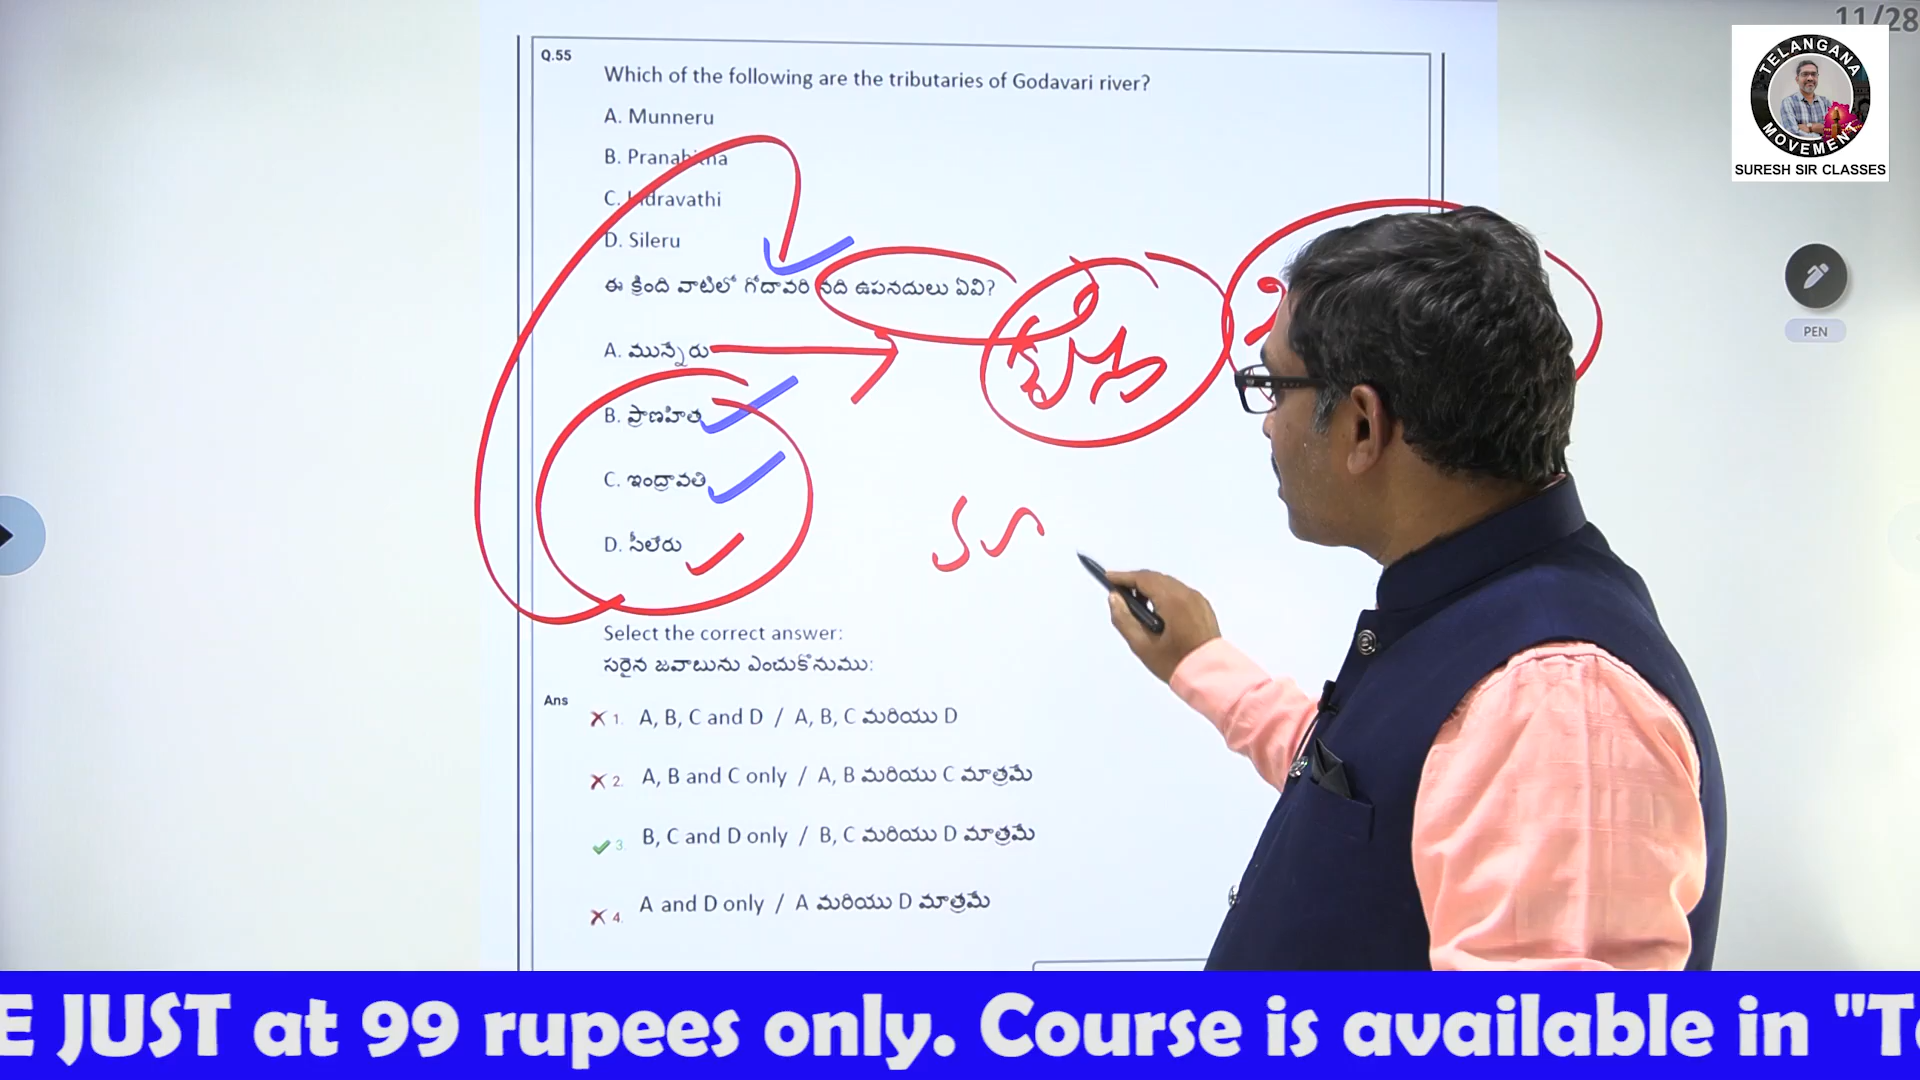 11/28
TELANGANA
MOVEMENT
SURESH SIR CLASSES
PEN
Q.55
Which of the following are the tributaries of Godavari river?
A. Munneru
B. Pranahitha
C. Indravathi
D. Sileru
ఈ క్రింది వాటిలో గోదావరి నది ఉపనదులు ఏవి?
A. మున్నేరు
B. ప్రాణహిత
C. ఇంద్రావతి
D. సీలేరు
Select the correct answer:
సరైన జవాబును ఎంచుకొనుము:
Ans
1. A, B, C and D / A, B, C మరియు D
2. A, B and C only / A, B మరియు C మాత్రమే
3. B, C and D only / B, C మరియు D మాత్రమే
4. A and D only / A మరియు D మాత్రమే
E JUST at 99 rupees only. Course is available in "T